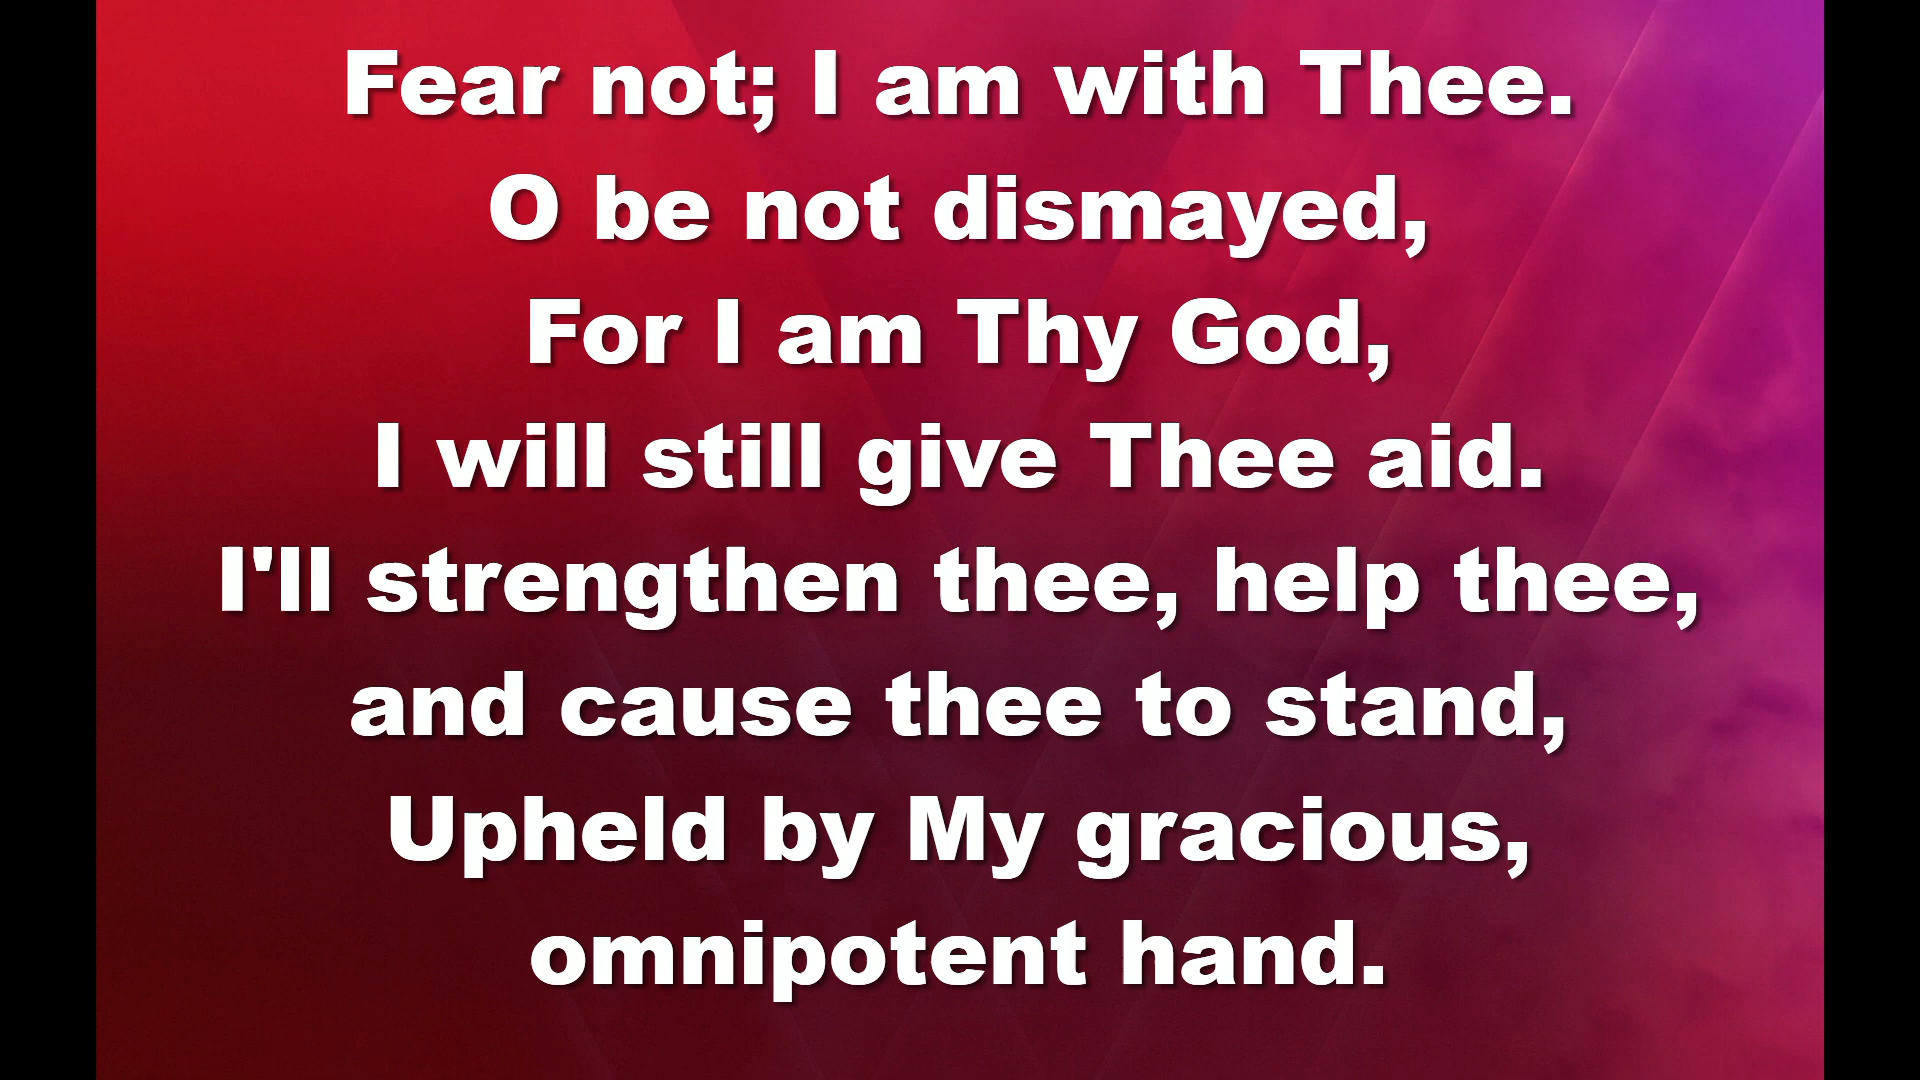 Fear not; I am with Thee.
O be not dismayed,
For I am Thy God,
I will still give Thee aid.
I'll strengthen thee, help thee,
and cause thee to stand,
Upheld by My gracious,
omnipotent hand.